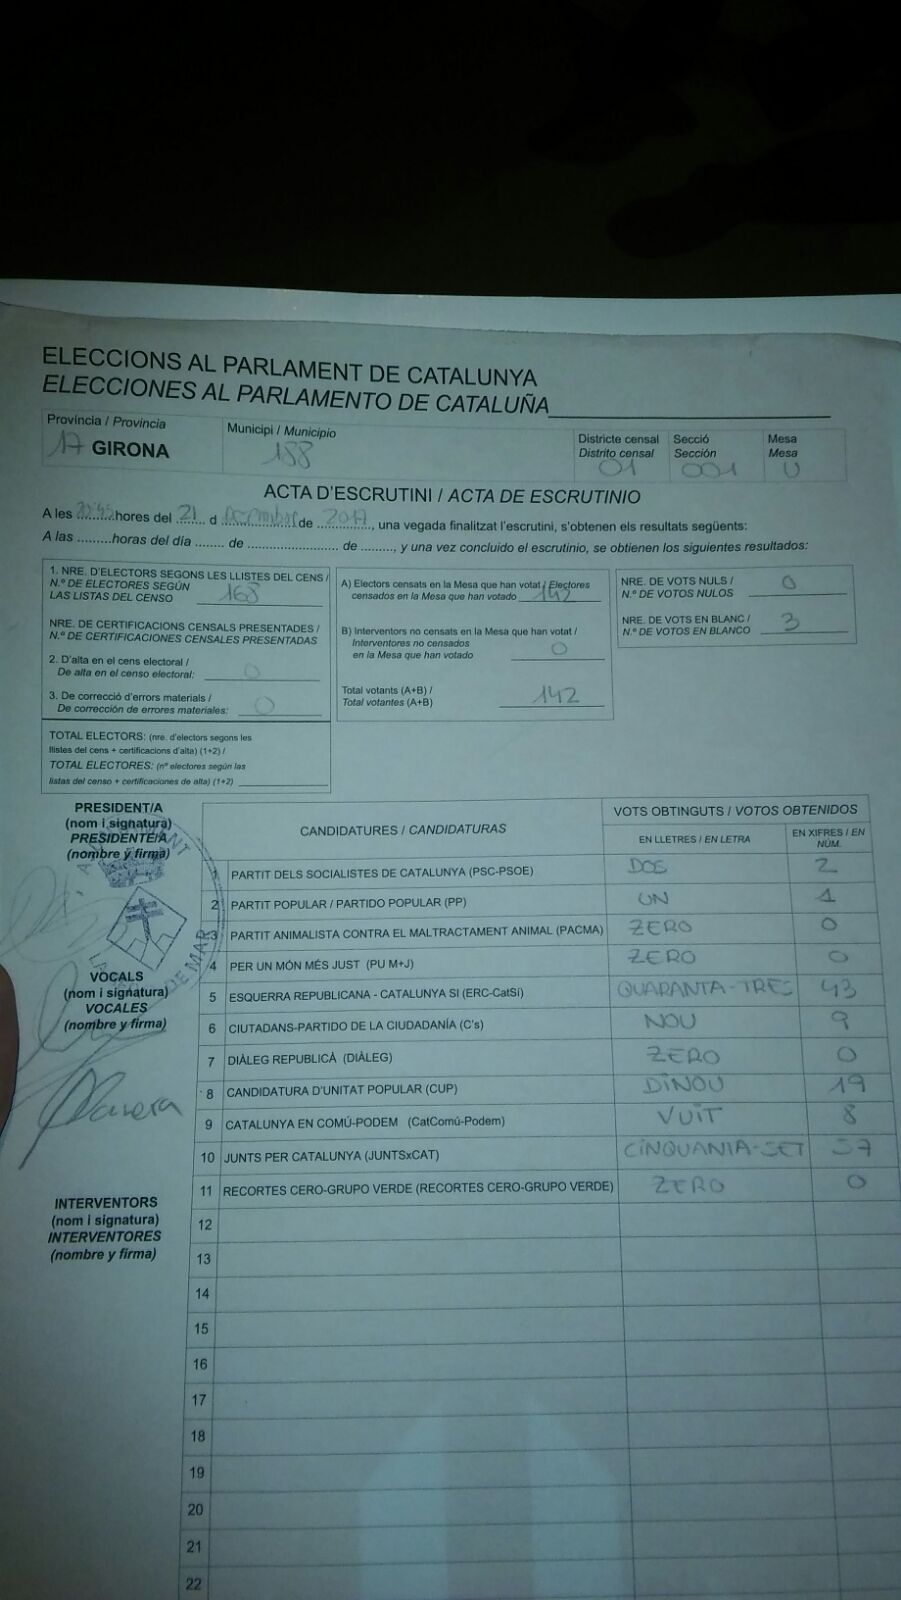 ELECCIONS AL PARLAMENT DE CATALUNYA
ELECCIONES AL PARLAMENTO DE CATALUÑA
Província / Provincia
17 GIRONA
Municipi / Municipio
188
Districte censal
Distrito censal
01
Secció
Sección
001
Mesa
Mesa
U
ACTA D'ESCRUTINI / ACTA DE ESCRUTINIO
A les ........hores del 21 d ............de 2017, una vegada finalitzat l'escrutini, s'obtenen els resultats següents:
A las .........horas del día ........ de ........................ de ........., y una vez concluido el escrutinio, se obtienen los siguientes resultados:
1. NRE. D'ELECTORS SEGONS LES LLISTES DEL CENS /
N.º DE ELECTORES SEGÚN
LAS LISTAS DEL CENSO 168
NRE. DE CERTIFICACIONS CENSALS PRESENTADES /
N.º DE CERTIFICACIONES CENSALES PRESENTADAS
2. D'alta en el cens electoral /
De alta en el censo electoral: 0
3. De correcció d'errors materials /
De corrección de errores materiales: 0
TOTAL ELECTORS: (nre. d'electors segons les
llistes del cens + certificacions d'alta) (1+2) /
TOTAL ELECTORES: (nº electores según las
listas del censo + certificaciones de alta) (1+2)
A) Electors censats en la Mesa que han votat / Electores
censados en la Mesa que han votado 142
B) Interventors no censats en la Mesa que han votat /
Interventores no censados
en la Mesa que han votado 0
Total votants (A+B) /
Total votantes (A+B) 142
NRE. DE VOTS NULS /
N.º DE VOTOS NULOS 0
NRE. DE VOTS EN BLANC /
N.º DE VOTOS EN BLANCO 3
PRESIDENT/A
(nom i signatura)
PRESIDENTE/A
(nombre y firma)
AJUNTAMENT
DE MAR
VOCALS
(nom i signatura)
VOCALES
(nombre y firma)
INTERVENTORS
(nom i signatura)
INTERVENTORES
(nombre y firma)
CANDIDATURES / CANDIDATURAS
VOTS OBTINGUTS / VOTOS OBTENIDOS
EN LLETRES / EN LETRA
EN XIFRES / EN
NÚM.
1 PARTIT DELS SOCIALISTES DE CATALUNYA (PSC-PSOE) DOS 2
2 PARTIT POPULAR / PARTIDO POPULAR (PP) UN 1
3 PARTIT ANIMALISTA CONTRA EL MALTRACTAMENT ANIMAL (PACMA) ZERO 0
4 PER UN MÓN MÉS JUST (PU M+J) ZERO 0
5 ESQUERRA REPUBLICANA - CATALUNYA SI (ERC-CatSí) QUARANTA-TRES 43
6 CIUTADANS-PARTIDO DE LA CIUDADANÍA (C's) NOU 9
7 DIÀLEG REPUBLICÀ (DIÀLEG) ZERO 0
8 CANDIDATURA D'UNITAT POPULAR (CUP) DINOU 19
9 CATALUNYA EN COMÚ-PODEM (CatComú-Podem) VUIT 8
10 JUNTS PER CATALUNYA (JUNTSxCAT) CINQUANTA-SET 57
11 RECORTES CERO-GRUPO VERDE (RECORTES CERO-GRUPO VERDE) ZERO 0
12
13
14
15
16
17
18
19
20
21
22